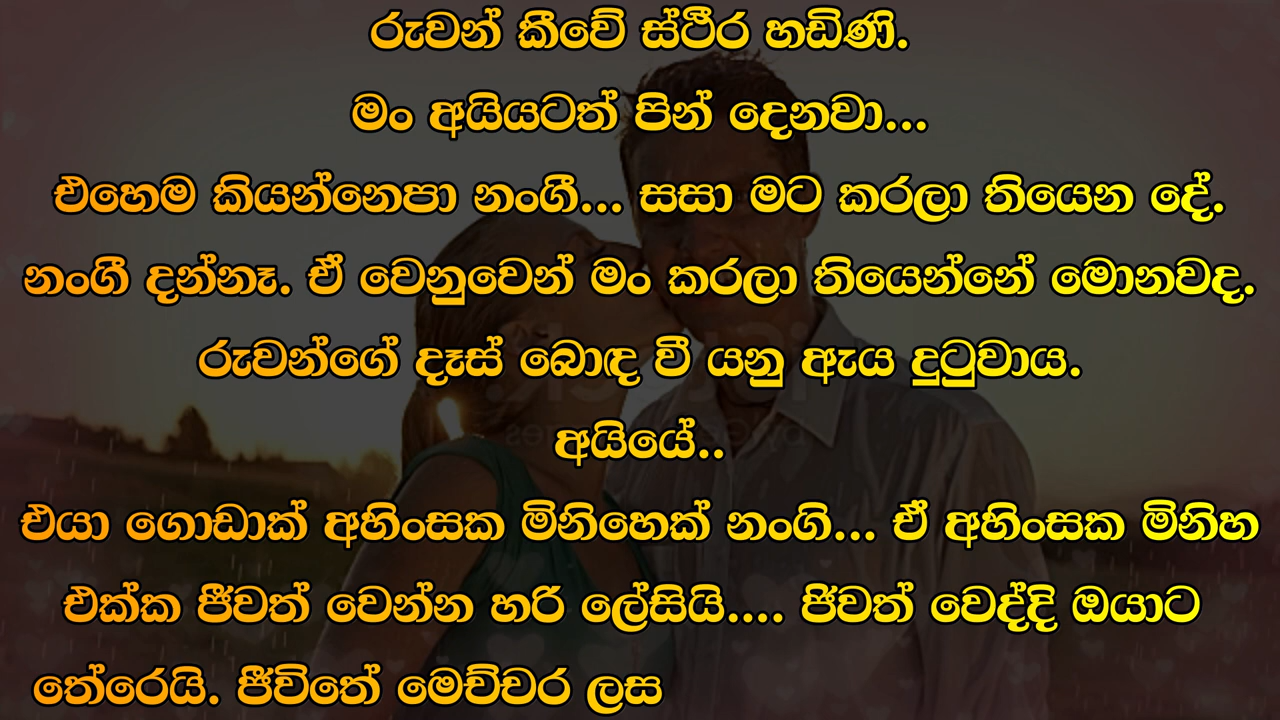 රුවන් කීවේ ස්ථීර හඩිණි.
මං අයියටත් පින් දෙනවා...
එහෙම කියන්නෙපා නංගී... සසා මට කරලා තියෙන දේ.
නංගී දන්නෑ. ඒ වෙනුවෙන් මං කරලා තියෙන්නේ මොනවද.
රුවන්ගේ දෑස් බොඳ වී යනු ඇය දුටුවාය.
අයියේ..
එයා ගොඩාක් අහිංසක මිනිහෙක් නංගි... ඒ අහිංසක මිනිහ
එක්ක ජීවත් වෙන්න හරි ලේසියි.... ජිවත් වෙද්දි ඔයාට
තේරෙයි. ජීවිතේ මෙච්චර ලස